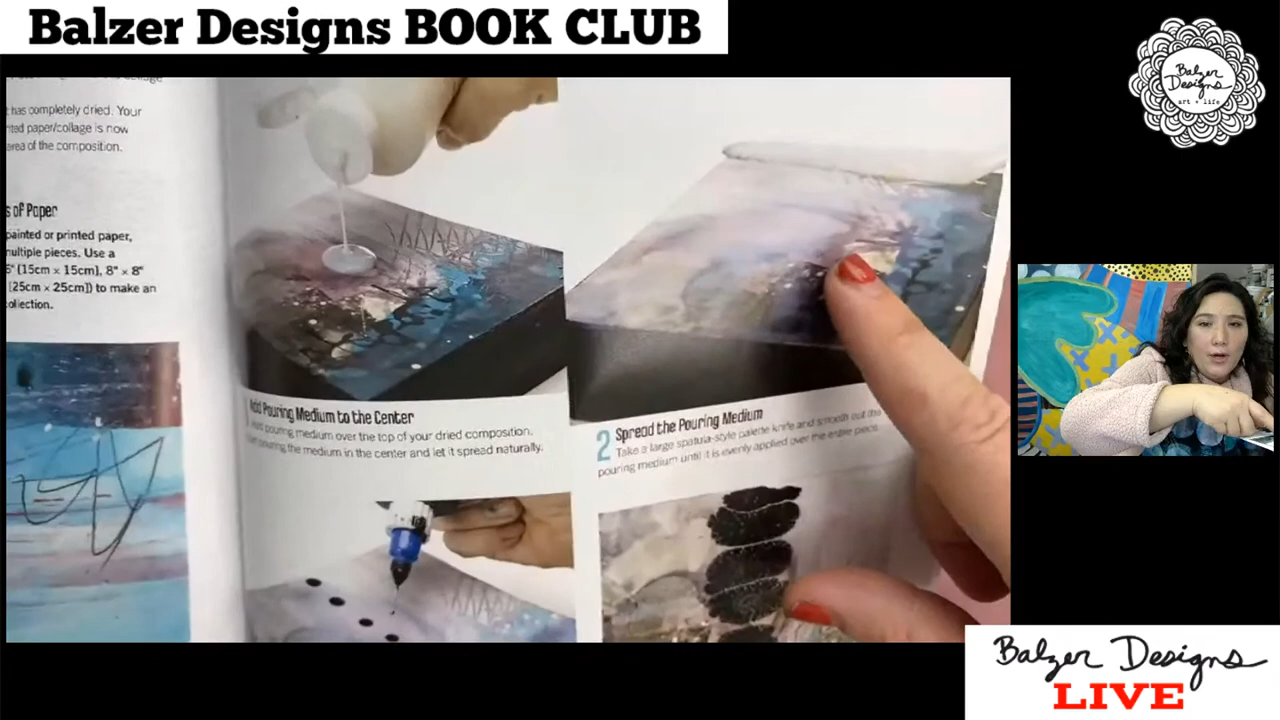 Balzer Designs BOOK CLUB
Balzer
Designs
art + life
has completely dried. Your
paper/collage is now
area of the composition.
of Paper
painted or printed paper,
multiple pieces. Use a
[15cm x 15cm], 8" x 8"
[25cm x 25cm]) to make an
Add Pouring Medium to the Center
pouring medium over the top of your dried composition.
the medium in the center and let it spread naturally.
2 Spread the Pouring Medium
Take a large spatula-style palette knife and smooth out the
pouring medium until it is evenly applied over the entire piece.
Balzer Designs
LIVE